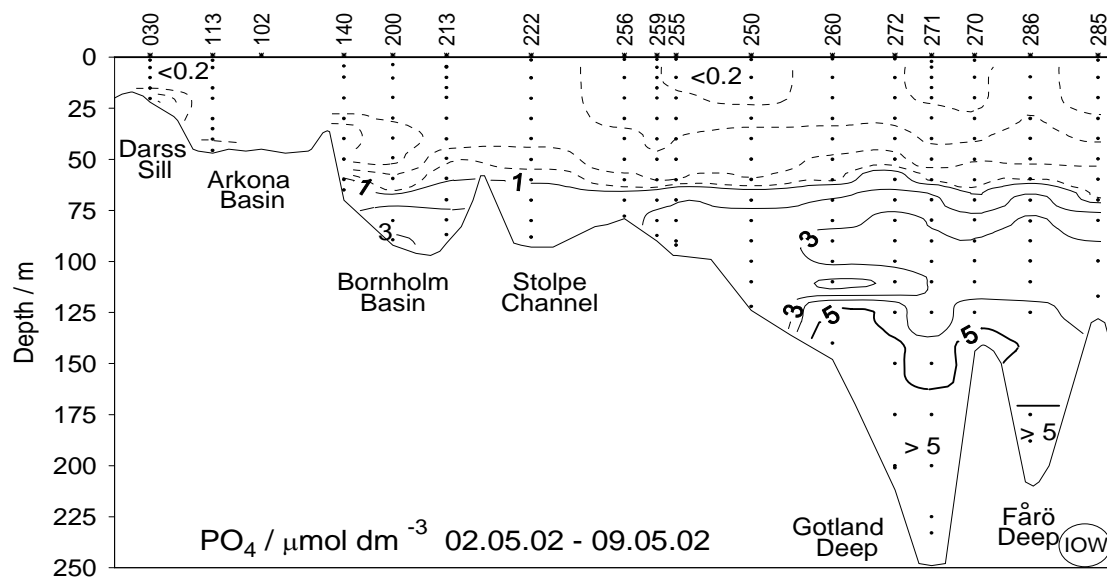 030 113 102 140 200 213 222 256 259 255 250 260 272 271 270 286 285
0
25
50
75
100
125
150
175
200
225
250
Depth / m
<0.2
<0.2
Darss
Sill
Arkona
Basin
1
1
3
3
3
5
5
Bornholm
Basin
Stolpe
Channel
> 5
> 5
Gotland
Deep
Fårö
Deep
IOW
PO4 / μmol dm -3 02.05.02 - 09.05.02